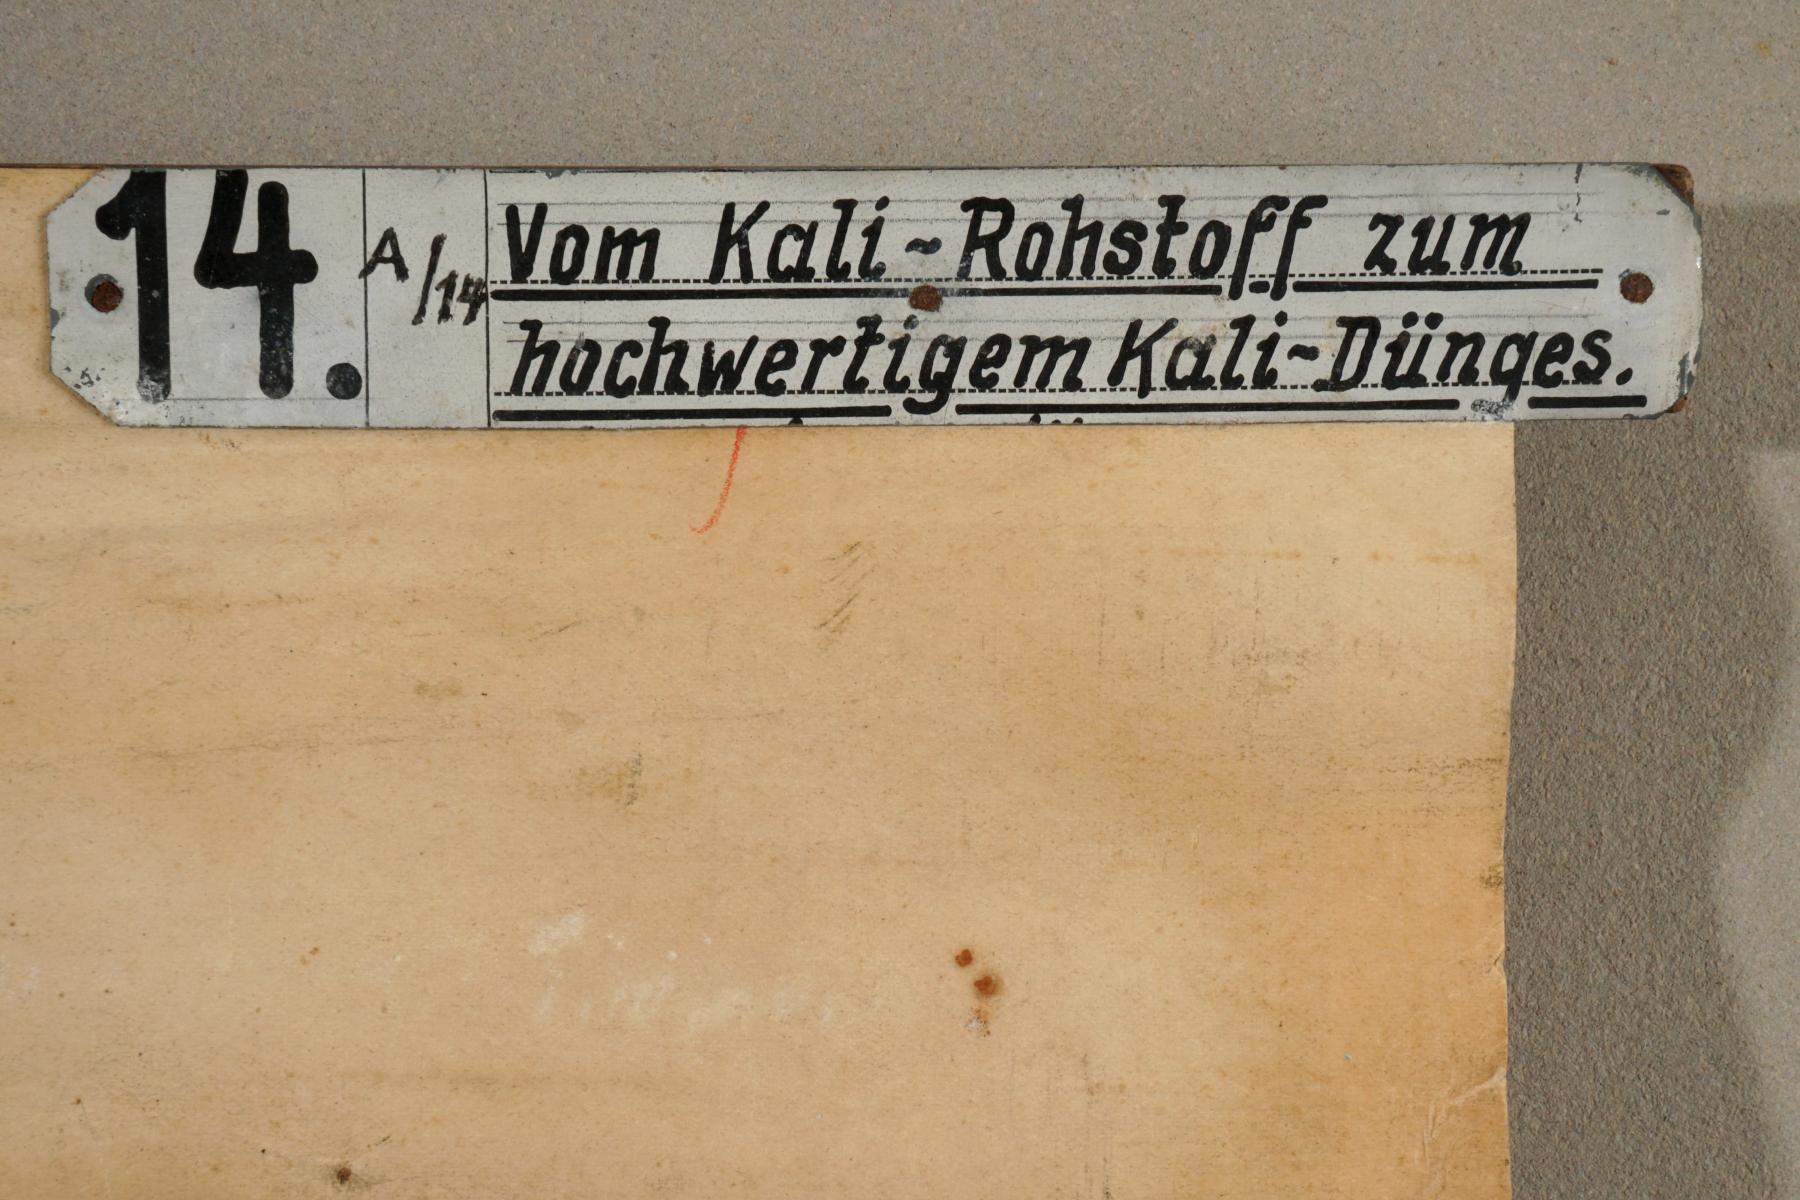 14.
A/14
Vom Kali-Rohstoff zum
hochwertigem Kali-Dünges.